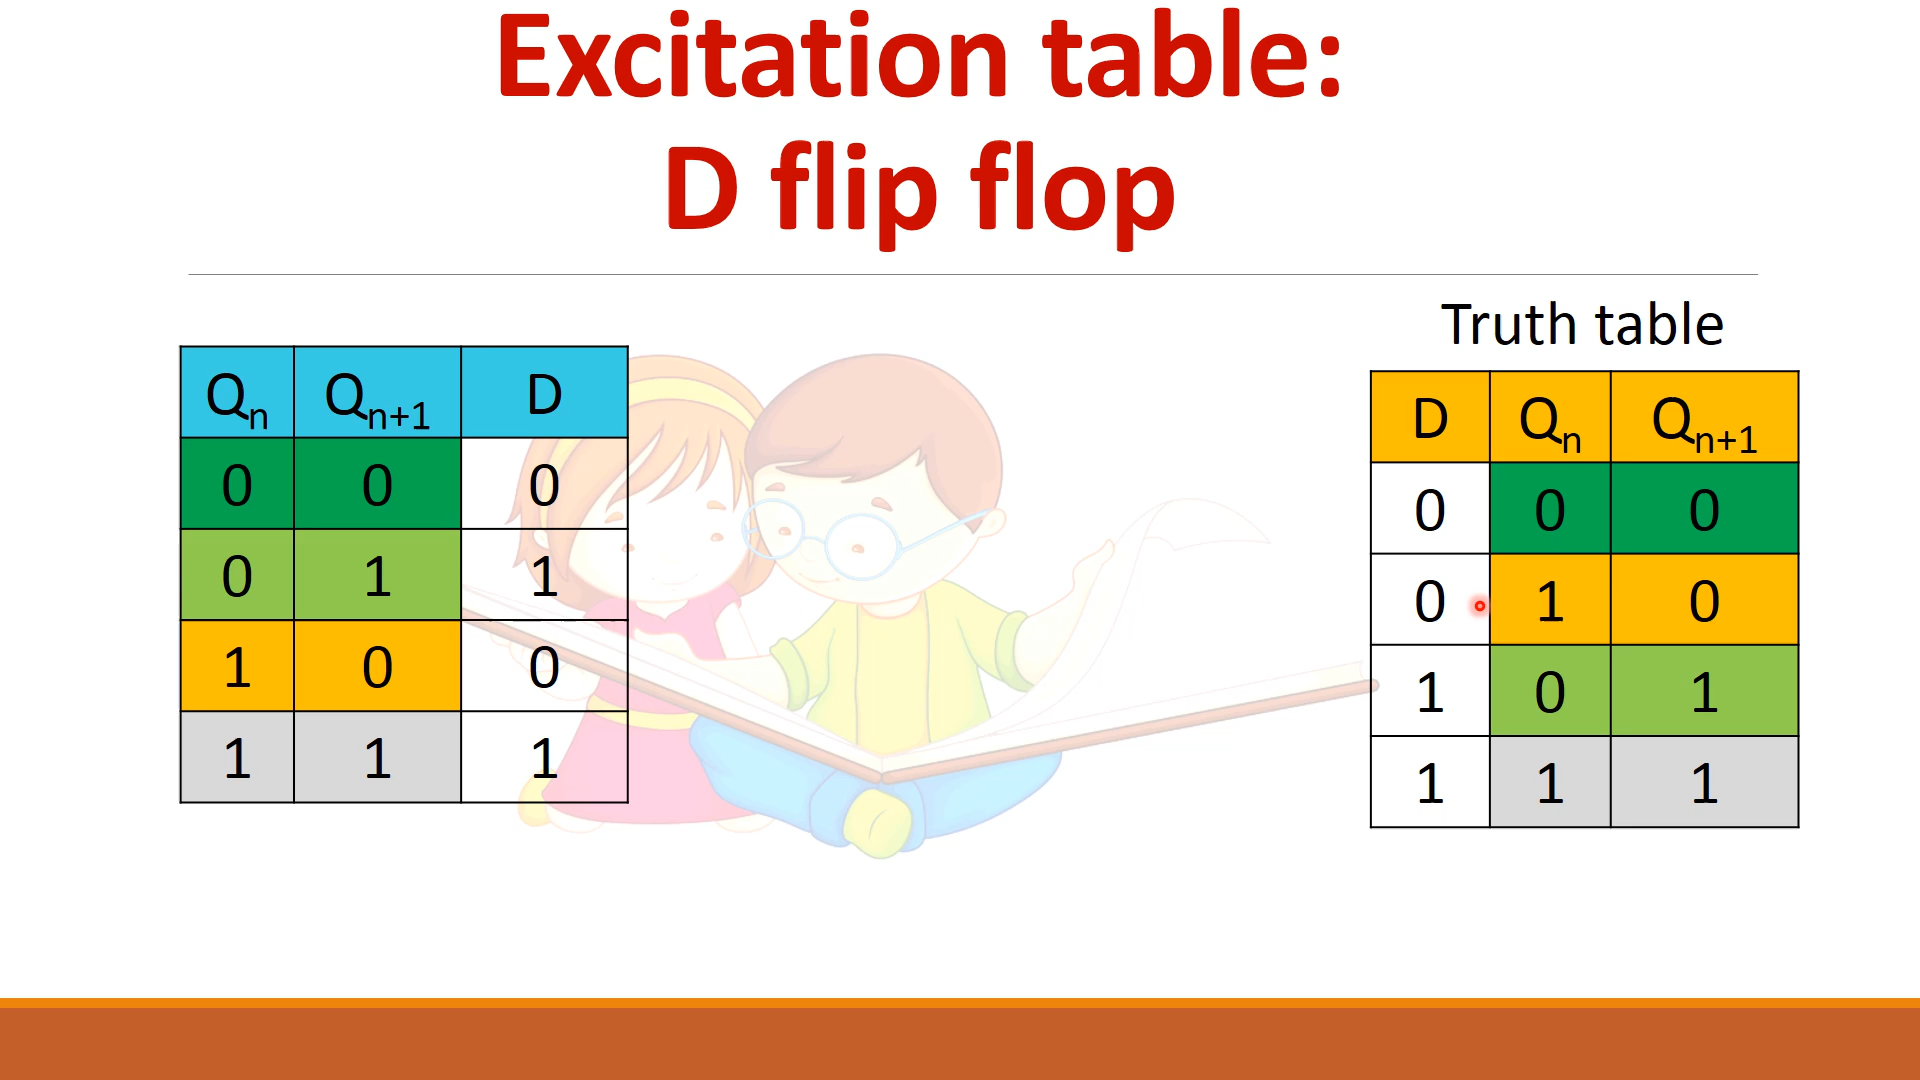 Excitation table:
D flip flop
Qn Qn+1 D
0 0 0
0 1 1
1 0 0
1 1 1
Truth table
D Qn Qn+1
0 0 0
0 1 0
1 0 1
1 1 1